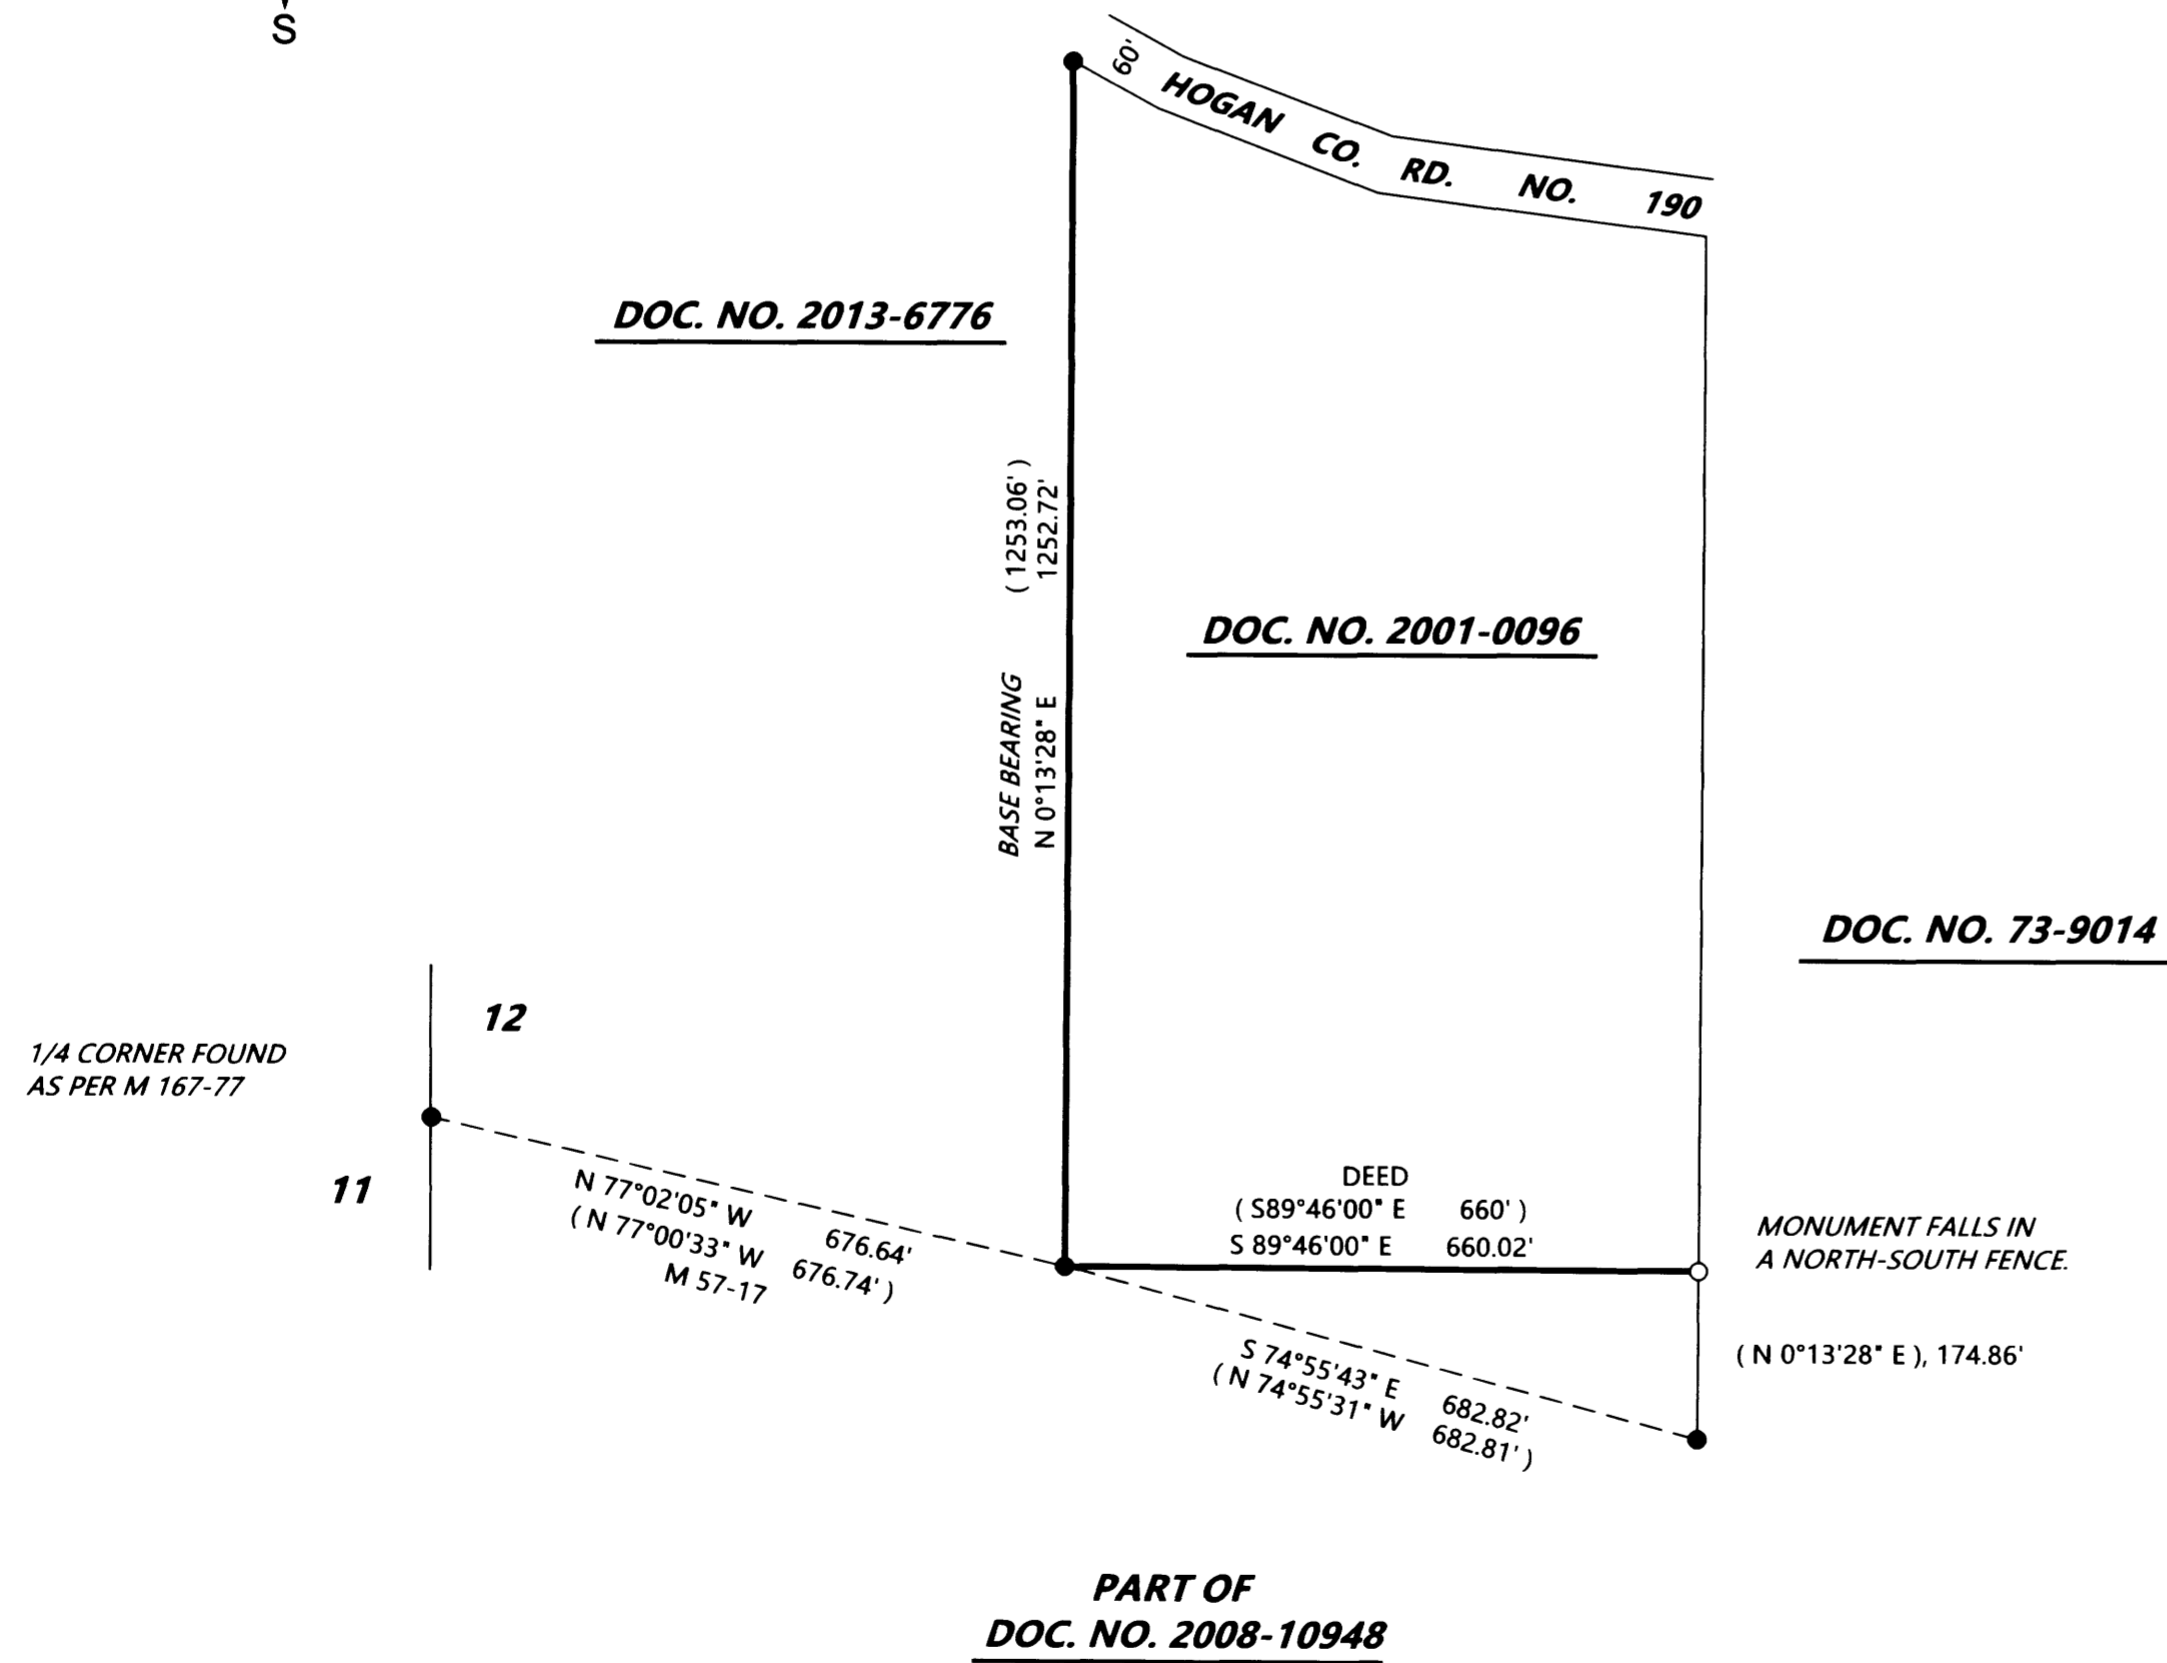 S
60'
HOGAN CO. RD. NO. 190
DOC. NO. 2013-6776
( 1253.06' )
1252.72'
DOC. NO. 2001-0096
BASE BEARING
N 0°13'28" E
DOC. NO. 73-9014
12
1/4 CORNER FOUND
AS PER M 167-77
11
N 77°02'05" W 676.64'
( N 77°00'33" W 676.74' )
M 57-17
DEED
( S89°46'00" E 660' )
S 89°46'00" E 660.02'
MONUMENT FALLS IN
A NORTH-SOUTH FENCE.
( N 0°13'28" E ), 174.86'
S 74°55'43" E 682.82'
( N 74°55'31" W 682.81' )
PART OF
DOC. NO. 2008-10948